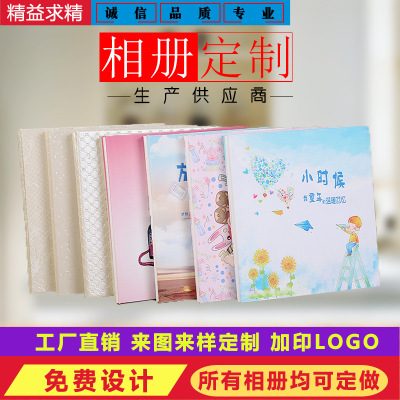 精益求精
诚信 品质 专业
相册定制
生产供应商
小时候
工厂直销 来图来样定制 加印LOGO
免费设计
所有相册均可定做